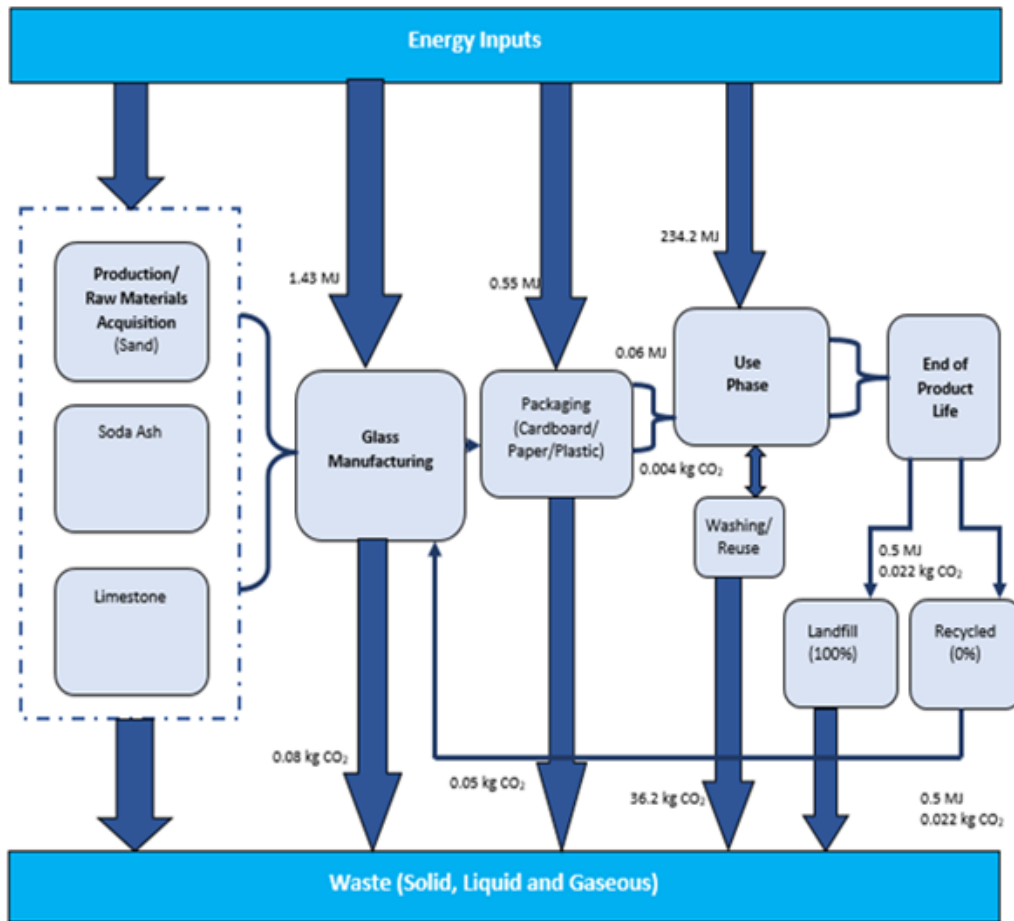 Energy Inputs
234.2 MJ
1.43 MJ
0.55 MJ
Production/
Raw Materials
Acquisition
(Sand)
0.06 MJ
Use
Phase
End of
Product
Life
Packaging
(Cardboard/
Paper/Plastic)
Soda Ash
Glass
Manufacturing
0.004 kg CO₂
Washing/
Reuse
0.5 MJ
0.022 kg CO₂
Limestone
Landfill
(100%)
Recycled
(0%)
0.08 kg CO₂
0.05 kg CO₂
36.2 kg CO₂
0.5 MJ
0.022 kg CO₂
Waste (Solid, Liquid and Gaseous)